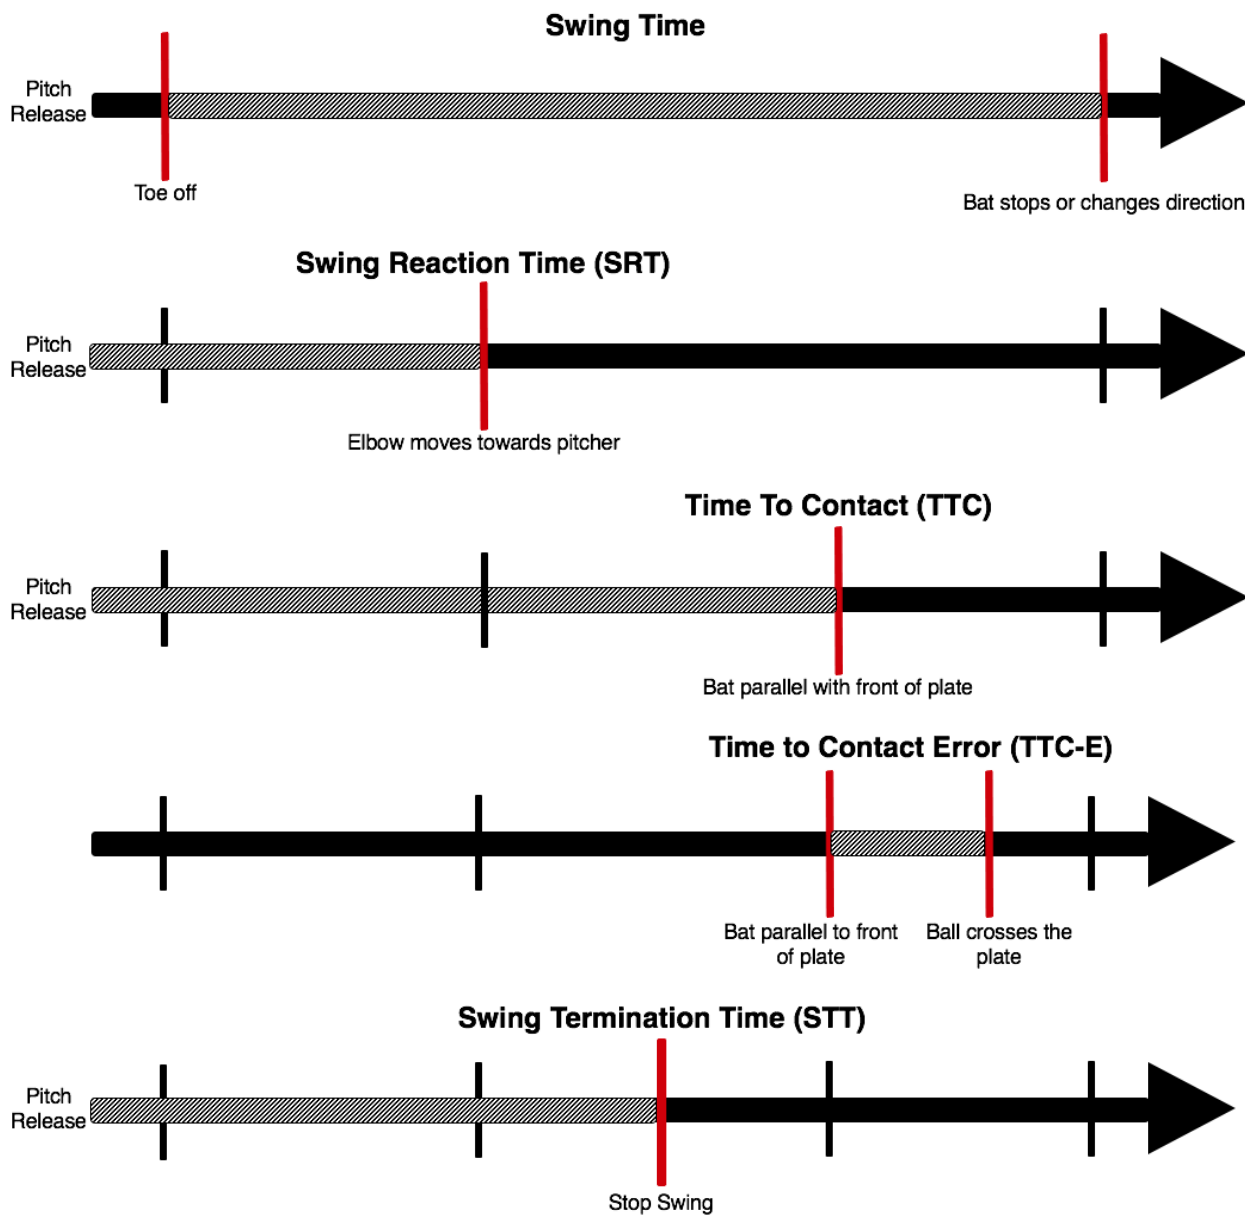 Swing Time
Pitch
Release
Toe off
Bat stops or changes direction
Swing Reaction Time (SRT)
Pitch
Release
Elbow moves towards pitcher
Time To Contact (TTC)
Pitch
Release
Bat parallel with front of plate
Time to Contact Error (TTC-E)
Bat parallel to front
of plate
Ball crosses the
plate
Swing Termination Time (STT)
Pitch
Release
Stop Swing